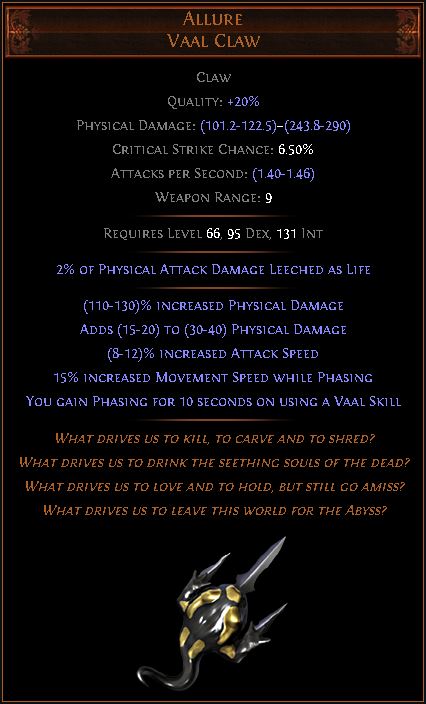 Allure
Vaal Claw
Claw
Quality: +20%
Physical Damage: (101.2-122.5)–(243.8-290)
Critical Strike Chance: 6.50%
Attacks per Second: (1.40-1.46)
Weapon Range: 9
Requires Level 66, 95 Dex, 131 Int
2% of Physical Attack Damage Leeched as Life
(110-130)% increased Physical Damage
Adds (15-20) to (30-40) Physical Damage
(8-12)% increased Attack Speed
15% increased Movement Speed while Phasing
You gain Phasing for 10 seconds on using a Vaal Skill
What drives us to kill, to carve and to shred?
What drives us to drink the seething souls of the dead?
What drives us to love and to hold, but still go amiss?
What drives us to leave this world for the Abyss?